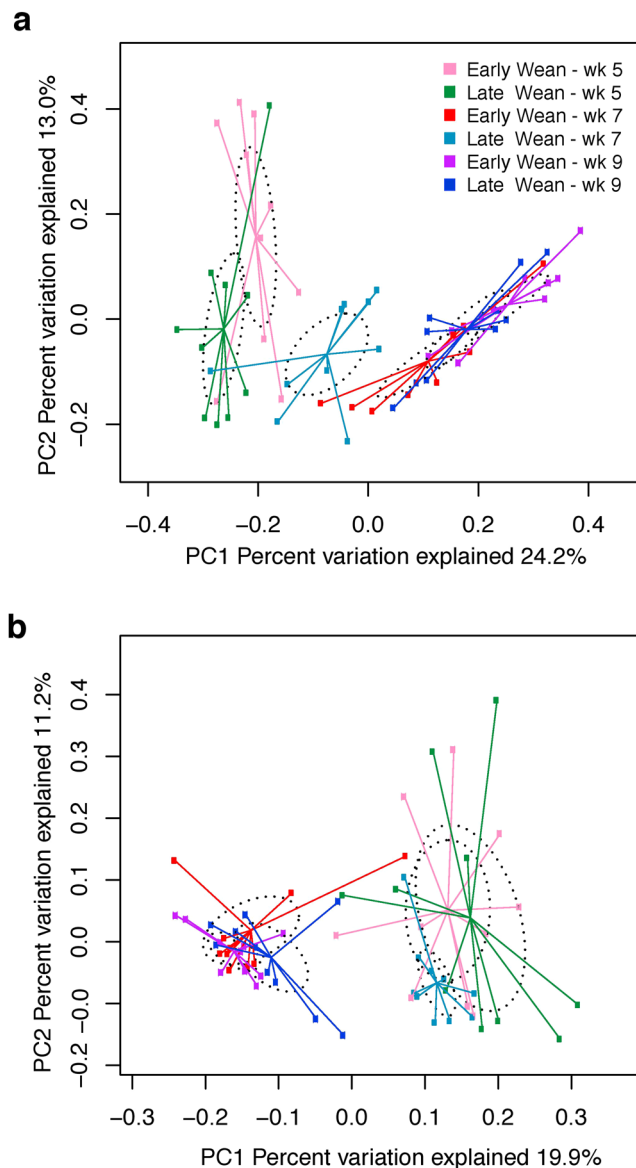 a
PC2 Percent variation explained 13.0%
0.4
0.2
0.0
−0.2
Early Wean - wk 5
Late Wean - wk 5
Early Wean - wk 7
Late Wean - wk 7
Early Wean - wk 9
Late Wean - wk 9
−0.4 −0.2 0.0 0.2 0.4
PC1 Percent variation explained 24.2%
b
PC2 Percent variation explained 11.2%
0.4
0.3
0.2
0.1
−0.0
−0.0
−0.2
−0.3 −0.2 −0.1 0.0 0.1 0.2 0.3
PC1 Percent variation explained 19.9%